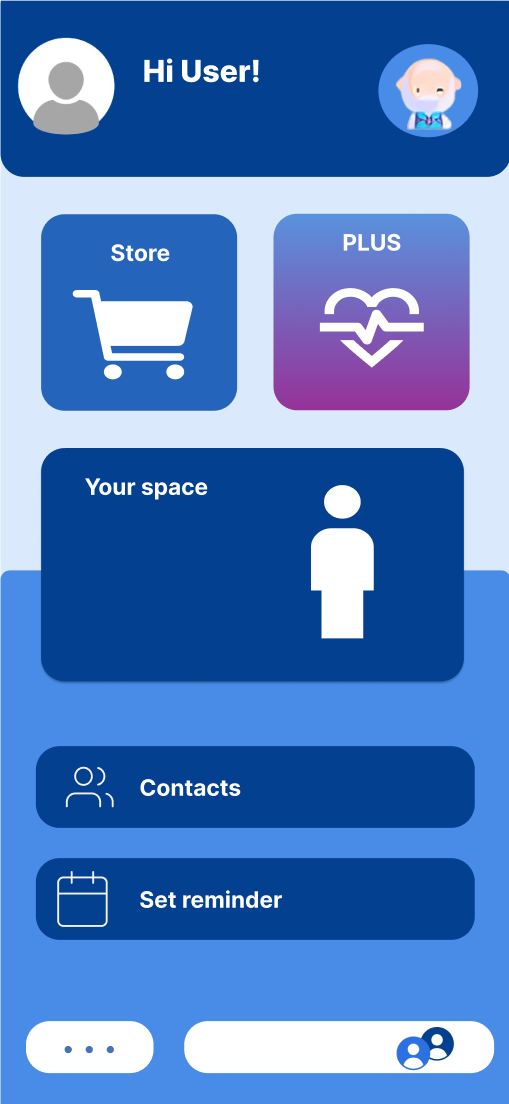 Hi User!
Store
PLUS
Your space
Contacts
Set reminder